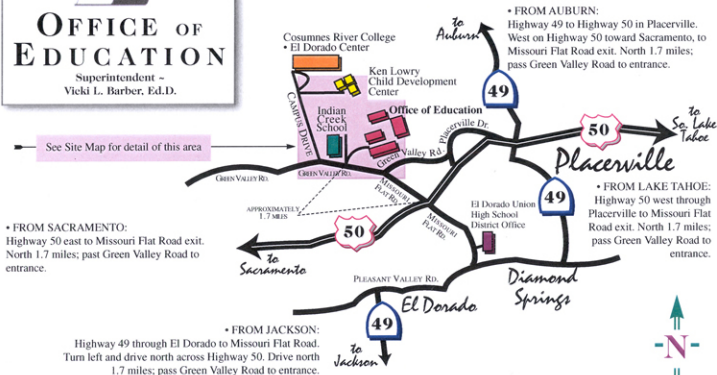 OFFICE OF
EDUCATION
Superintendent ~
Vicki L. Barber, Ed.D.
See Site Map for detail of this area
Cosumnes River College
• El Dorado Center
Ken Lowry
Child Development
Center
CAMPUS DRIVE
Indian
Creek
School
Office of Education
Placerville Dr.
Green Valley Rd.
GREEN VALLEY RD.
GREEN VALLEY RD.
MISSOURI
FLAT RD.
APPROXIMATELY
1.7 MILES
MISSOURI
FLAT RD.
El Dorado Union
High School
District Office
to
Auburn
49
• FROM AUBURN:
Highway 49 to Highway 50 in Placerville.
West on Highway 50 toward Sacramento, to
Missouri Flat Road exit. North 1.7 miles;
pass Green Valley Road to entrance.
50
to
So. Lake
Tahoe
Placerville
49
• FROM LAKE TAHOE:
Highway 50 west through
Placerville to Missouri Flat
Road exit. North 1.7 miles;
pass Green Valley Road to
entrance.
• FROM SACRAMENTO:
Highway 50 east to Missouri Flat Road exit.
North 1.7 miles; past Green Valley Road to
entrance.
50
to
Sacramento
PLEASANT VALLEY RD.
El Dorado
Diamond
Springs
49
to
Jackson
• FROM JACKSON:
Highway 49 through El Dorado to Missouri Flat Road.
Turn left and drive north across Highway 50. Drive north
1.7 miles; pass Green Valley Road to entrance.
N